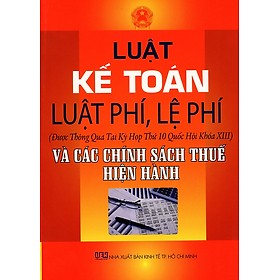 LUẬT
KẾ TOÁN
LUẬT PHÍ, LỆ PHÍ
(Được Thông Qua Tại Kỳ Họp Thứ 10 Quốc Hội Khóa XIII)
VÀ CÁC CHÍNH SÁCH THUẾ
HIỆN HÀNH
NHÀ XUẤT BẢN KINH TẾ TP. HỒ CHÍ MINH